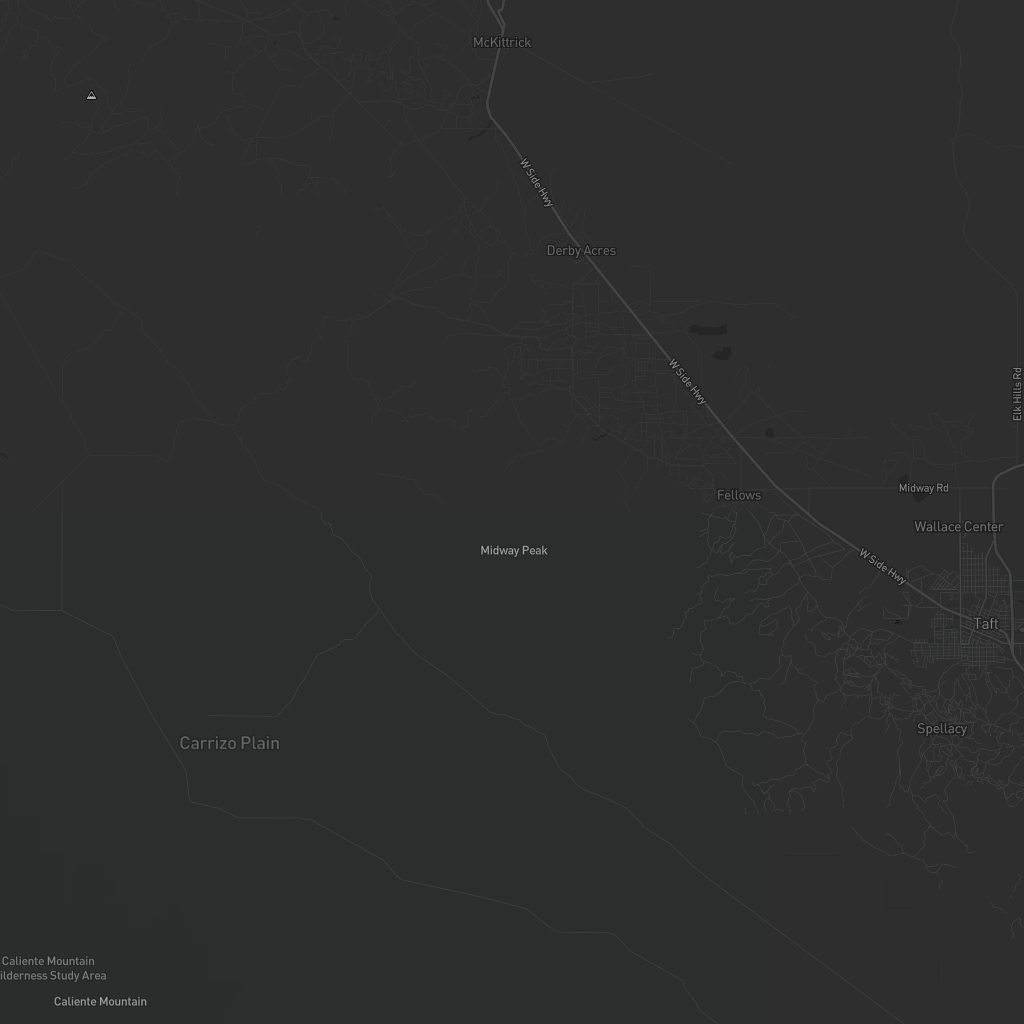 McKittrick
W Side Hwy
Derby Acres
W Side Hwy
Elk Hills Rd
Midway Rd
Fellows
Wallace Center
Midway Peak
W Side Hwy
Taft
Spellacy
Carrizo Plain
Caliente Mountain
ilderness Study Area
Caliente Mountain